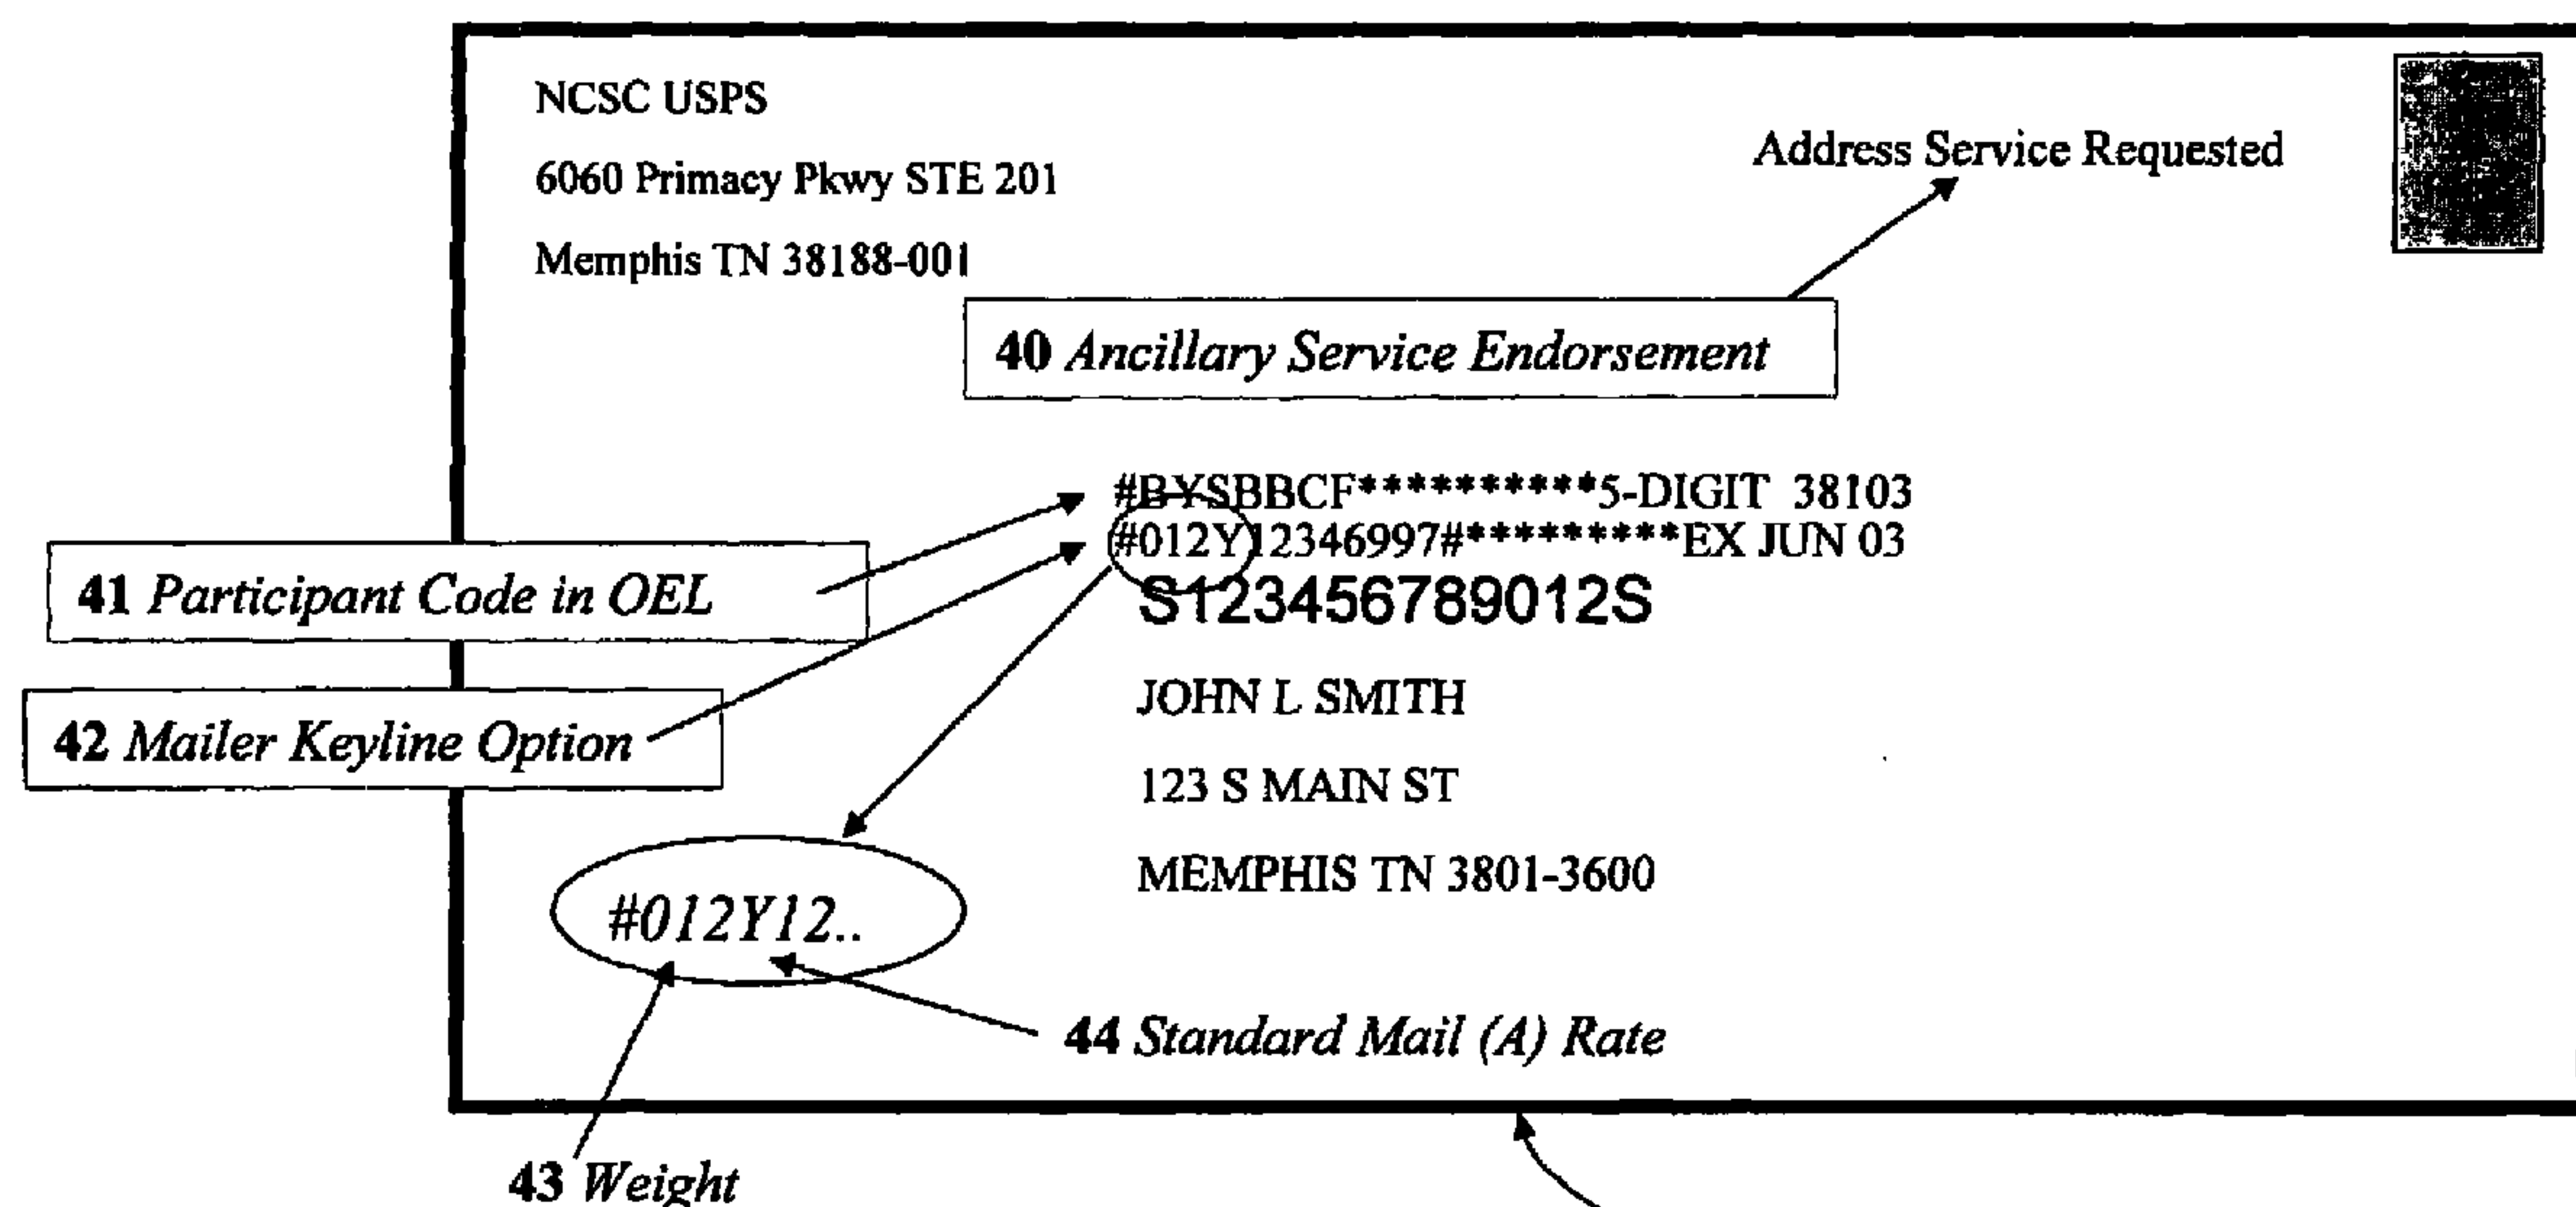 NCSC USPS
6060 Primacy Pkwy STE 201
Memphis TN 38188-001
Address Service Requested
40 Ancillary Service Endorsement
#BYSBBCF**********5-DIGIT 38103
#012Y12346997#*********EX JUN 03
S123456789012S
41 Participant Code in OEL
42 Mailer Keyline Option
JOHN L SMITH
123 S MAIN ST
MEMPHIS TN 3801-3600
#012Y12..
44 Standard Mail (A) Rate
43 Weight